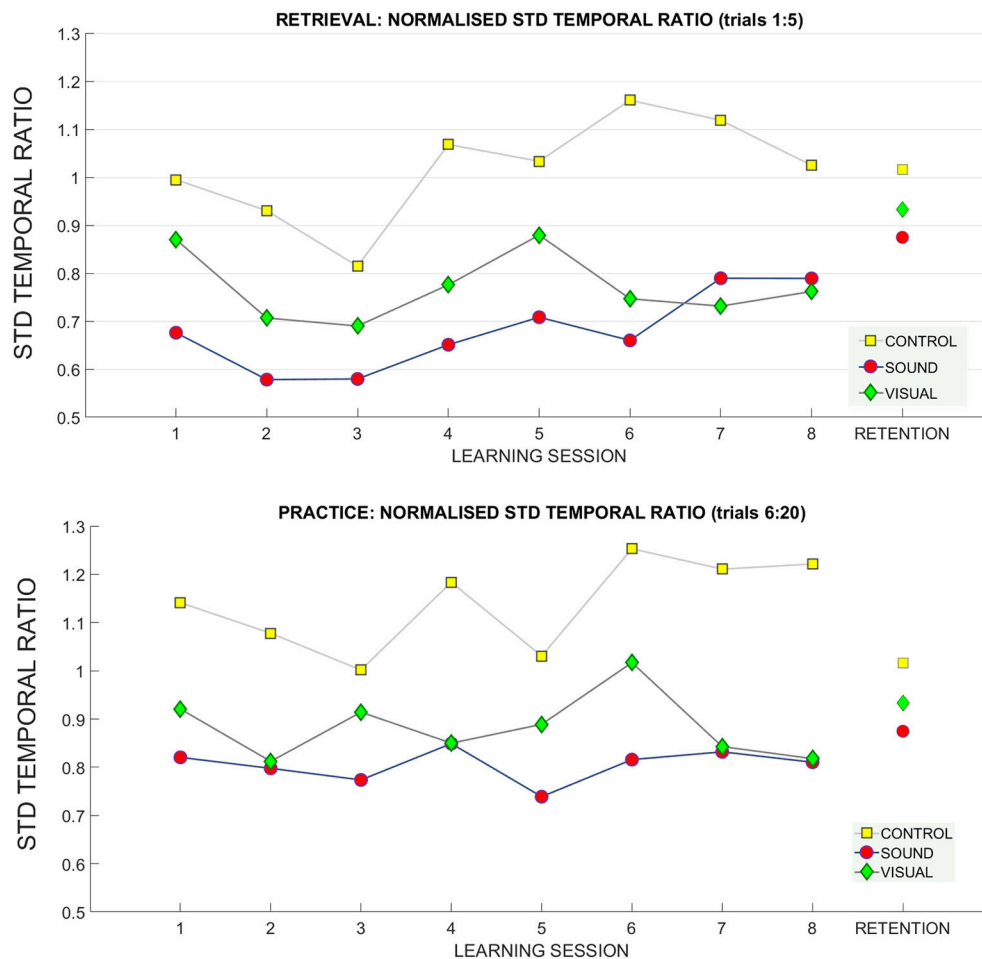 RETRIEVAL: NORMALISED STD TEMPORAL RATIO (trials 1:5)
STD TEMPORAL RATIO
1.3
1.2
1.1
1
0.9
0.8
0.7
0.6
0.5
CONTROL
SOUND
VISUAL
1 2 3 4 5 6 7 8 RETENTION
LEARNING SESSION
PRACTICE: NORMALISED STD TEMPORAL RATIO (trials 6:20)
STD TEMPORAL RATIO
1.3
1.2
1.1
1
0.9
0.8
0.7
0.6
0.5
CONTROL
SOUND
VISUAL
1 2 3 4 5 6 7 8 RETENTION
LEARNING SESSION